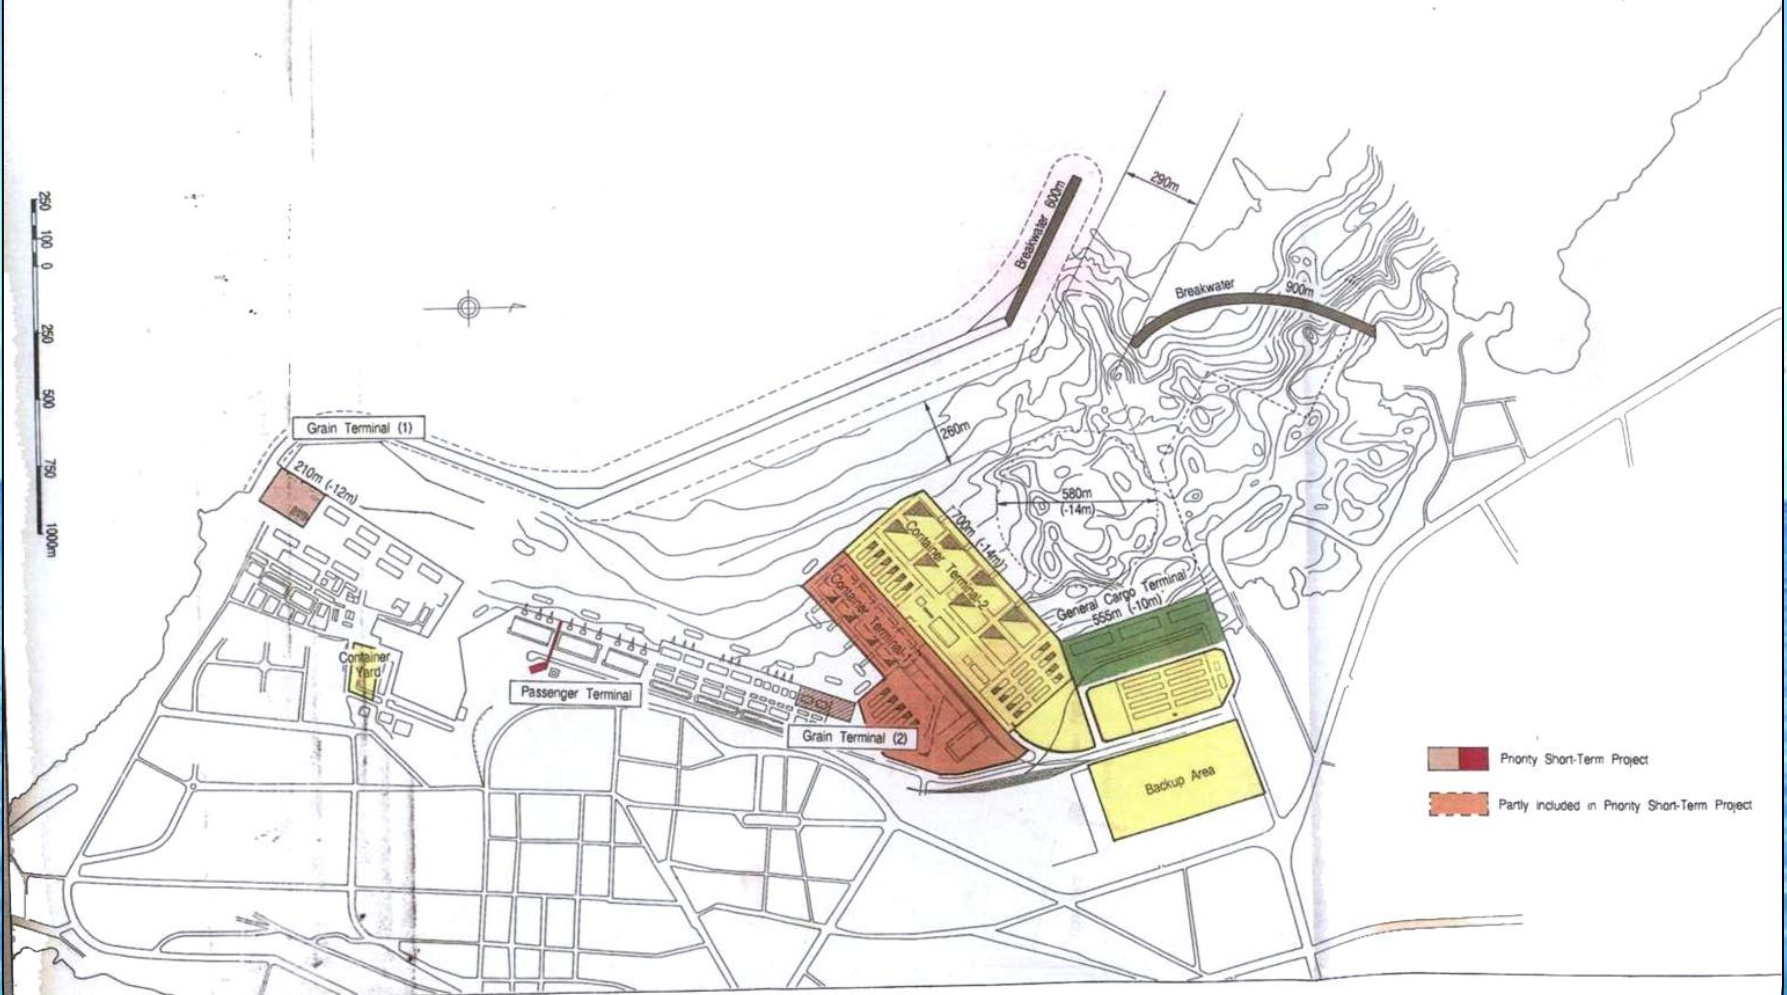 250
100
0
250
500
750
1000m
Breakwater 600m
290m
Breakwater 900m
260m
Grain Terminal (1)
210m (-12m)
580m
(-14m)
700m (-14m)
Container Terminal-2
Container Terminal-1
General Cargo Terminal
555m (-10m)
Container
Yard
Passenger Terminal
Grain Terminal (2)
Backup Area
Priority Short-Term Project
Partly included in Priority Short-Term Project